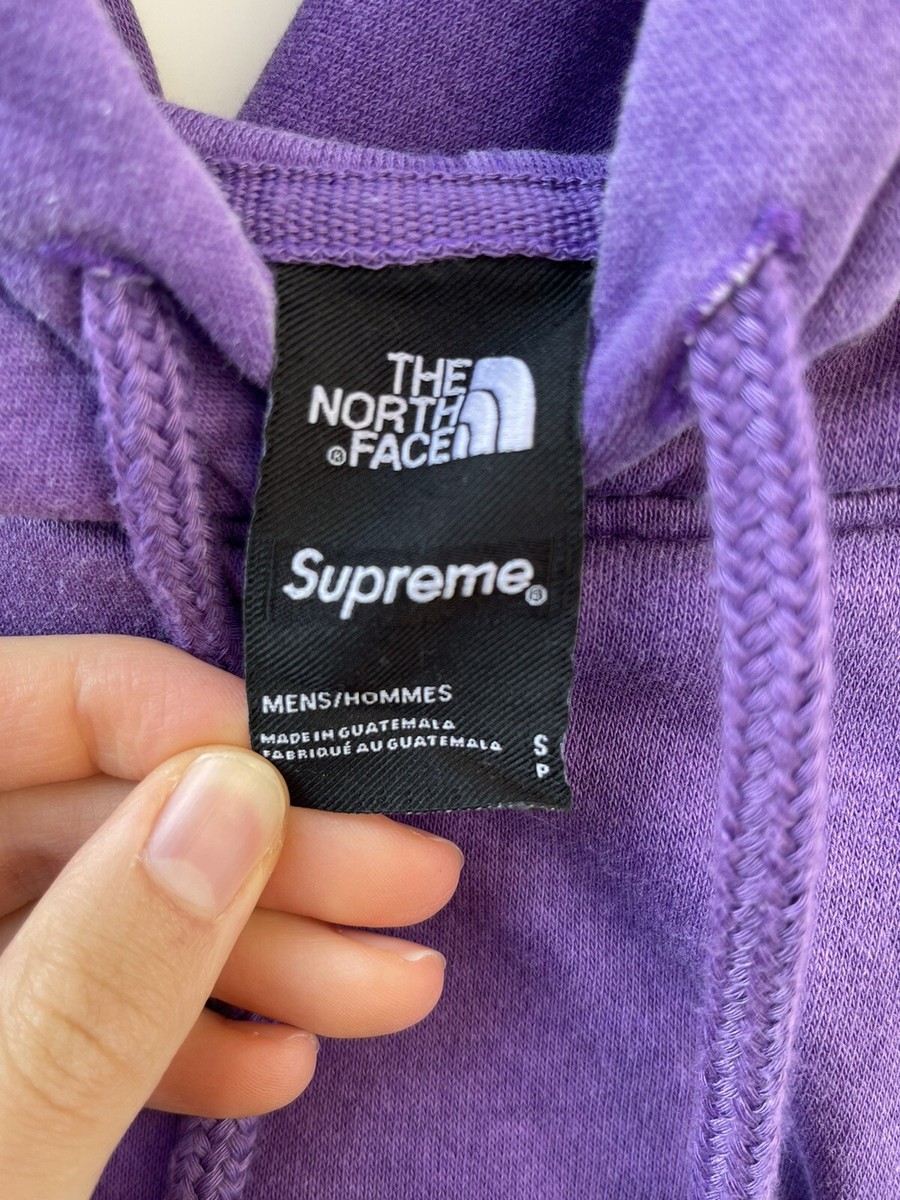 THE
NORTH
®FACE
Supreme®
MENS/HOMMES
MADE IN GUATEMALA
FABRIQUÉ AU GUATEMALA
S
P